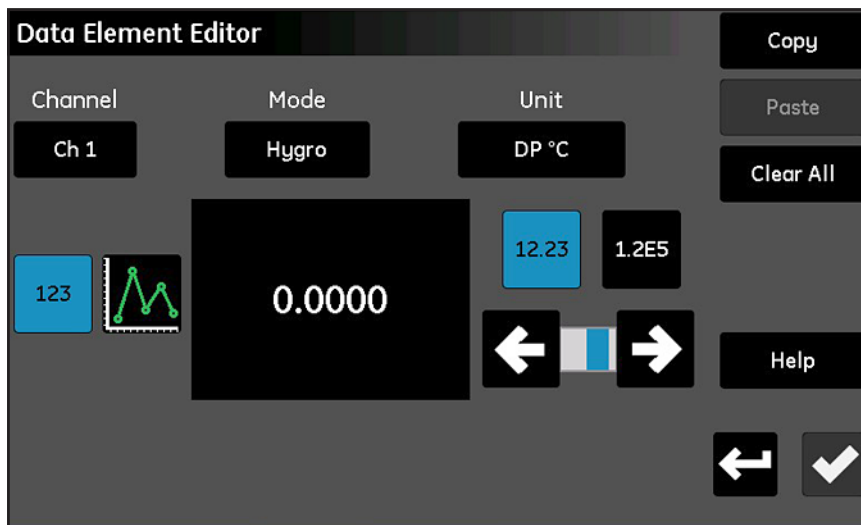 Data Element Editor
Copy
Channel Mode Unit
Paste
Ch 1 Hygro DP °C
Clear All
12.23 1.2E5
123
0.0000
Help